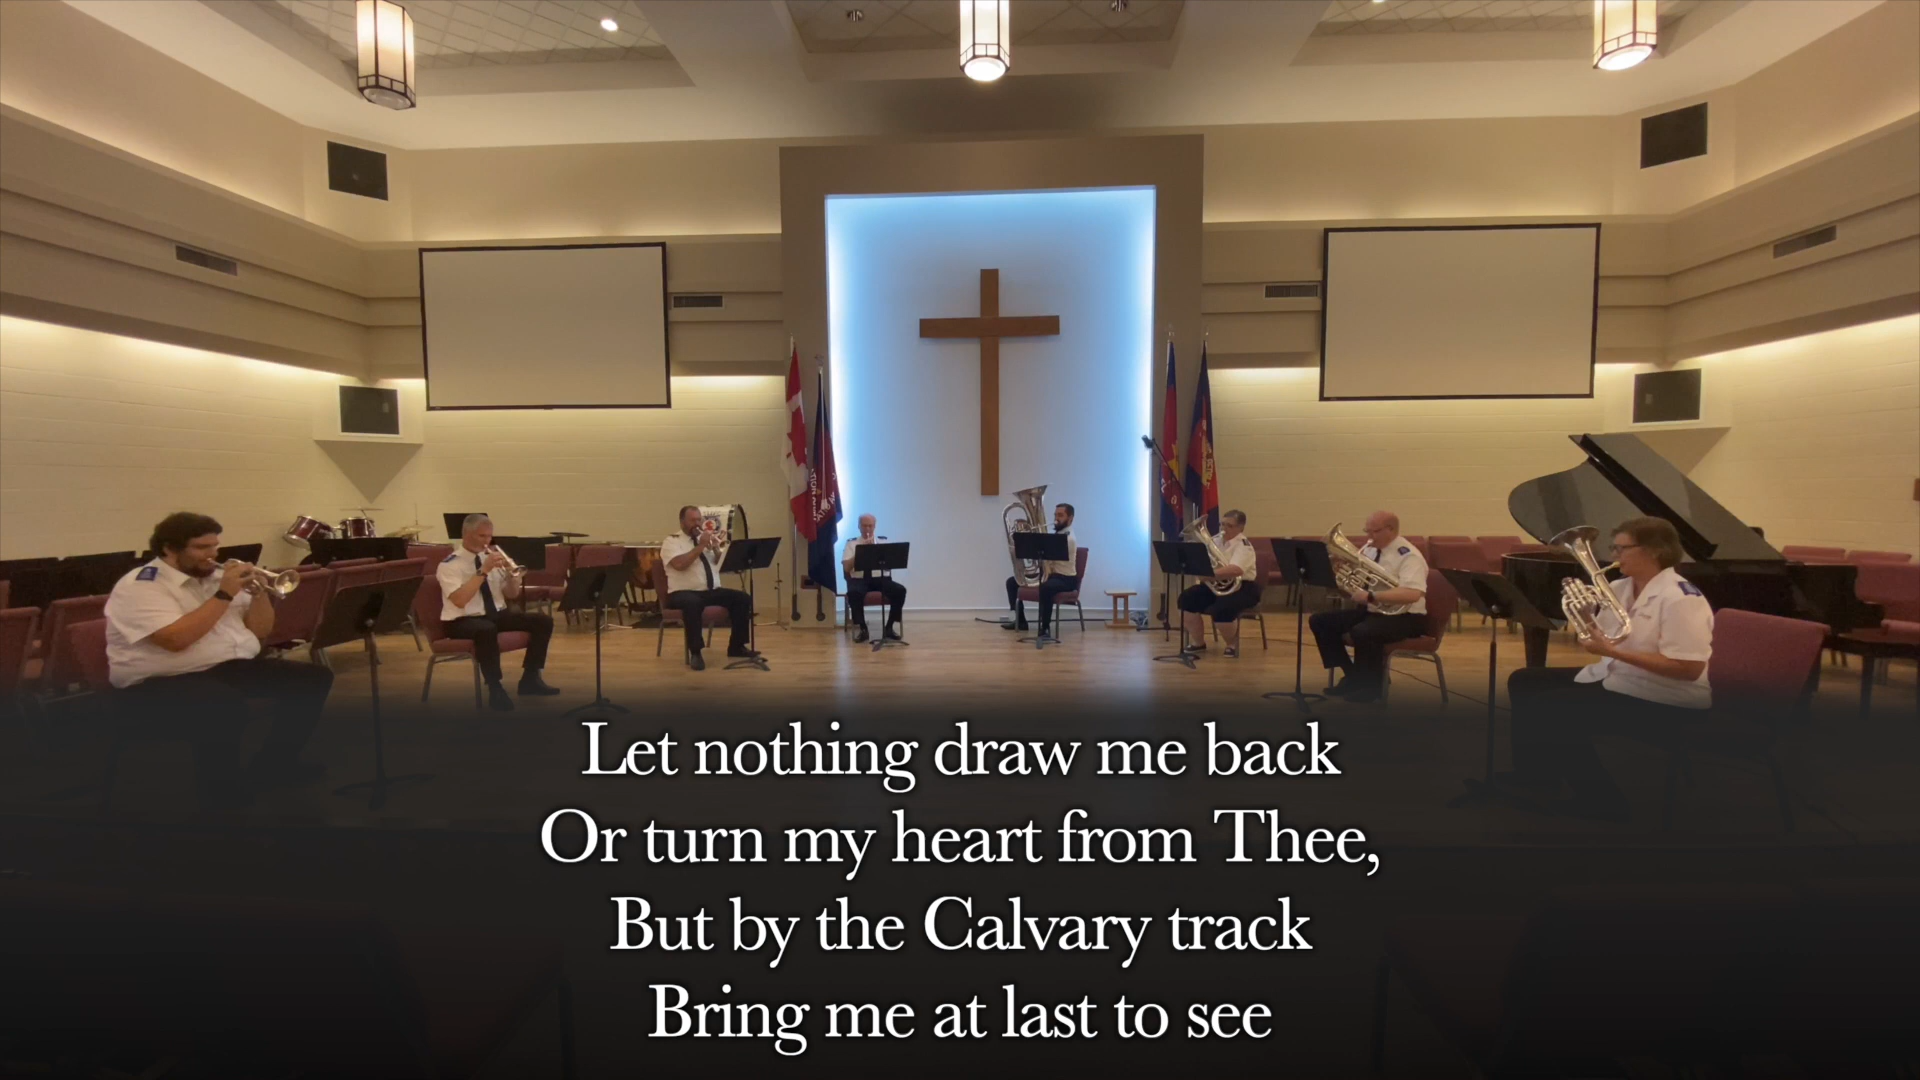 Let nothing draw me back
Or turn my heart from Thee,
But by the Calvary track
Bring me at last to see